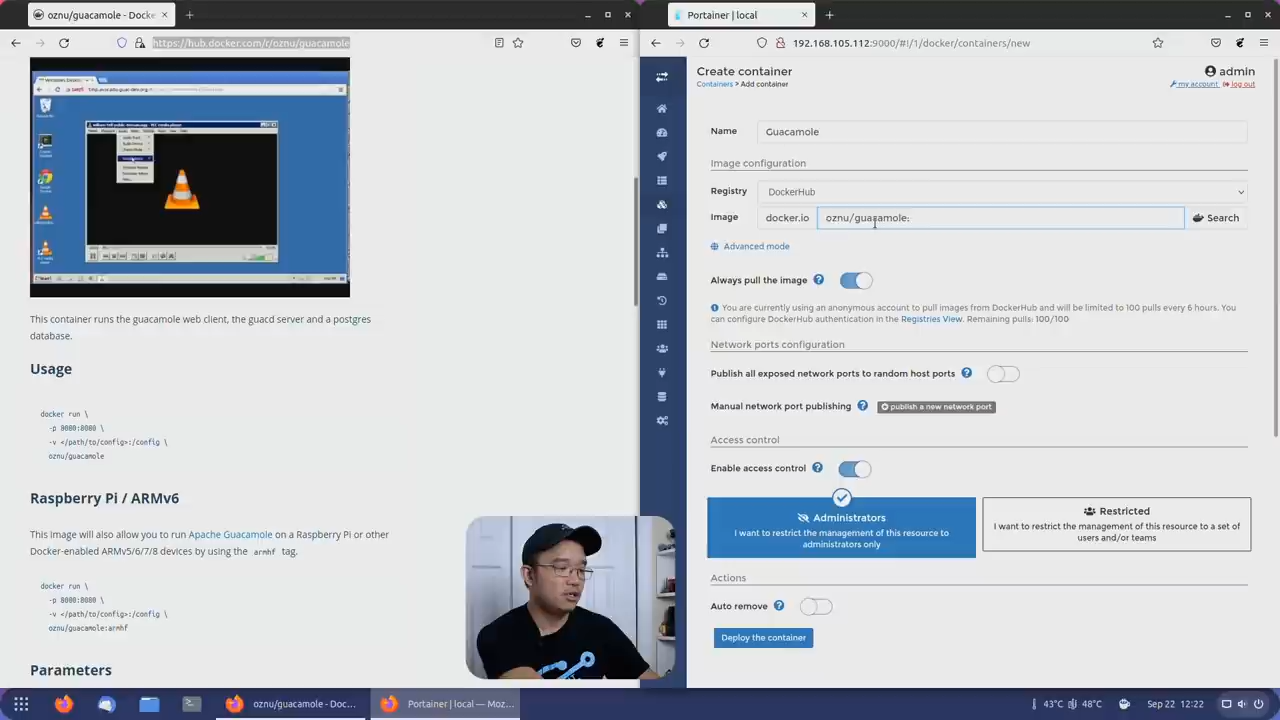 oznu/guacamole - Docke
https://hub.docker.com/r/oznu/guacamole
This container runs the guacamole web client, the guacd server and a postgres
database.
Usage
docker run \
-p 8080:8080 \
-v </path/to/config>:/config \
oznu/guacamole
Raspberry Pi / ARMv6
This image will also allow you to run Apache Guacamole on a Raspberry Pi or other
Docker-enabled ARMv5/6/7/8 devices by using the armhf tag.
docker run \
-p 8080:8080 \
-v </path/to/config>:/config \
oznu/guacamole:armhf
Parameters
Portainer | local
192.168.105.112:9000/#!/1/docker/containers/new
Create container
Containers > Add container
admin
my account
log out
Name
Guacamole
Image configuration
Registry
DockerHub
Image
docker.io
oznu/guacamole:
Search
Advanced mode
Always pull the image
You are currently using an anonymous account to pull images from DockerHub and will be limited to 100 pulls every 6 hours. You
can configure DockerHub authentication in the Registries View. Remaining pulls: 100/100
Network ports configuration
Publish all exposed network ports to random host ports
Manual network port publishing
publish a new network port
Access control
Enable access control
Administrators
I want to restrict the management of this resource to
administrators only
Restricted
I want to restrict the management of this resource to a set of
users and/or teams
Actions
Auto remove
Deploy the container
oznu/guacamole - Doc...
Portainer | local — Moz...
43°C
48°C
Sep 22 12:22